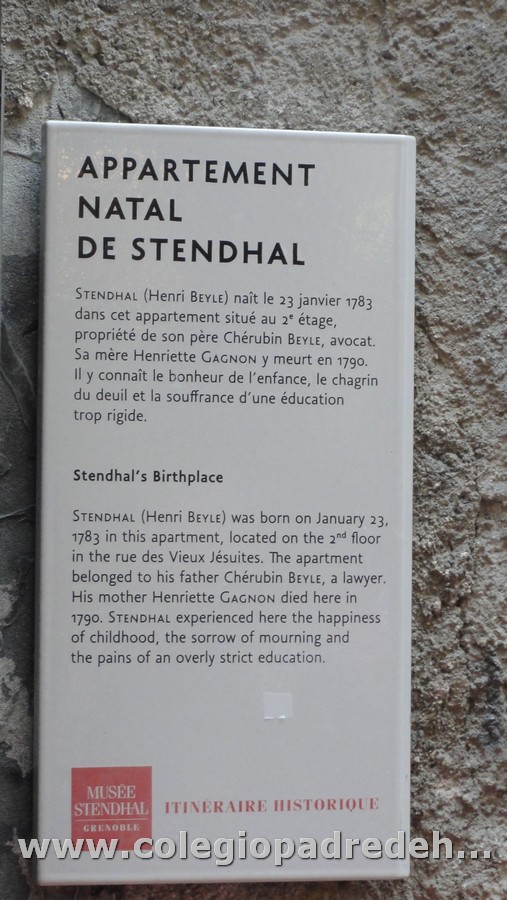 APPARTEMENT
NATAL
DE STENDHAL
STENDHAL (Henri BEYLE) naît le 23 janvier 1783
dans cet appartement situé au 2e étage,
propriété de son père Chérubin BEYLE, avocat.
Sa mère Henriette GAGNON y meurt en 1790.
Il y connaît le bonheur de l'enfance, le chagrin
du deuil et la souffrance d'une éducation
trop rigide.
Stendhal's Birthplace
STENDHAL (Henri BEYLE) was born on January 23,
1783 in this apartment, located on the 2nd floor
in the rue des Vieux Jésuites. The apartment
belonged to his father Chérubin BEYLE, a lawyer.
His mother Henriette GAGNON died here in
1790. STENDHAL experienced here the happiness
of childhood, the sorrow of mourning and
the pains of an overly strict education.
MUSÉE
STENDHAL
GRENOBLE
ITINÉRAIRE HISTORIQUE
www.colegiopadredeh...